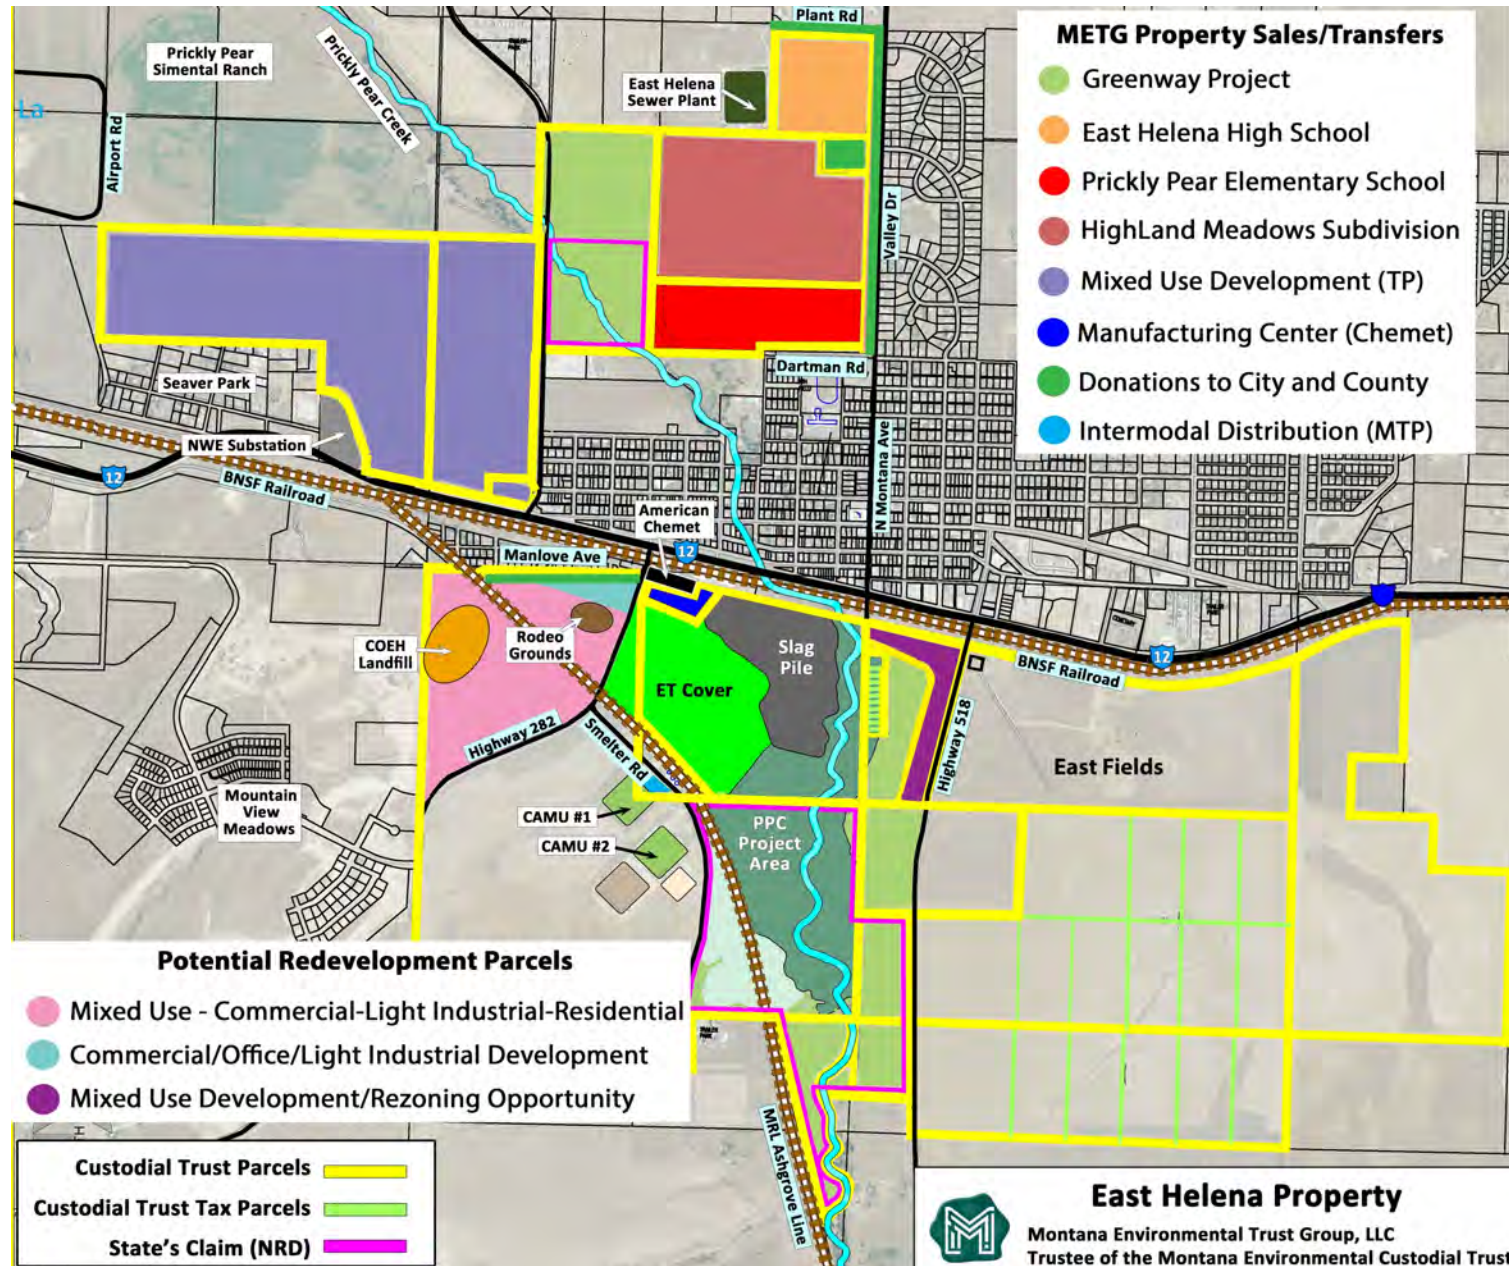 Plant Rd
METG Property Sales/Transfers
Greenway Project
East Helena High School
Prickly Pear Elementary School
HighLand Meadows Subdivision
Mixed Use Development (TP)
Manufacturing Center (Chemet)
Donations to City and County
Intermodal Distribution (MTP)
Prickly Pear
Simental Ranch
Prickly Pear Creek
East Helena
Sewer Plant
La
Airport Rd
Valley Dr
Dartman Rd
Seaver Park
NWE Substation
12
BNSF Railroad
American
Chemet
N Montana Ave
12
Manlove Ave
COEH
Landfill
Rodeo
Grounds
Slag
Pile
ET Cover
BNSF Railroad
12
Highway 282
Smelter Rd
Highway 518
East Fields
Mountain
View
Meadows
CAMU #1
CAMU #2
PPC
Project
Area
Potential Redevelopment Parcels
Mixed Use - Commercial-Light Industrial-Residential
Commercial/Office/Light Industrial Development
Mixed Use Development/Rezoning Opportunity
MRL Ashgrove Line
Custodial Trust Parcels
Custodial Trust Tax Parcels
State's Claim (NRD)
East Helena Property
Montana Environmental Trust Group, LLC
Trustee of the Montana Environmental Custodial Trust